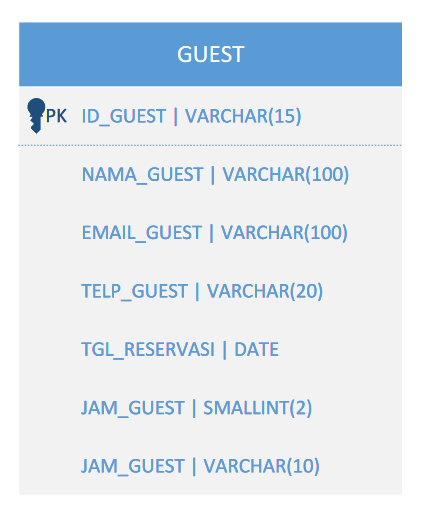 GUEST
PK ID_GUEST | VARCHAR(15)
NAMA_GUEST | VARCHAR(100)
EMAIL_GUEST | VARCHAR(100)
TELP_GUEST | VARCHAR(20)
TGL_RESERVASI | DATE
JAM_GUEST | SMALLINT(2)
JAM_GUEST | VARCHAR(10)